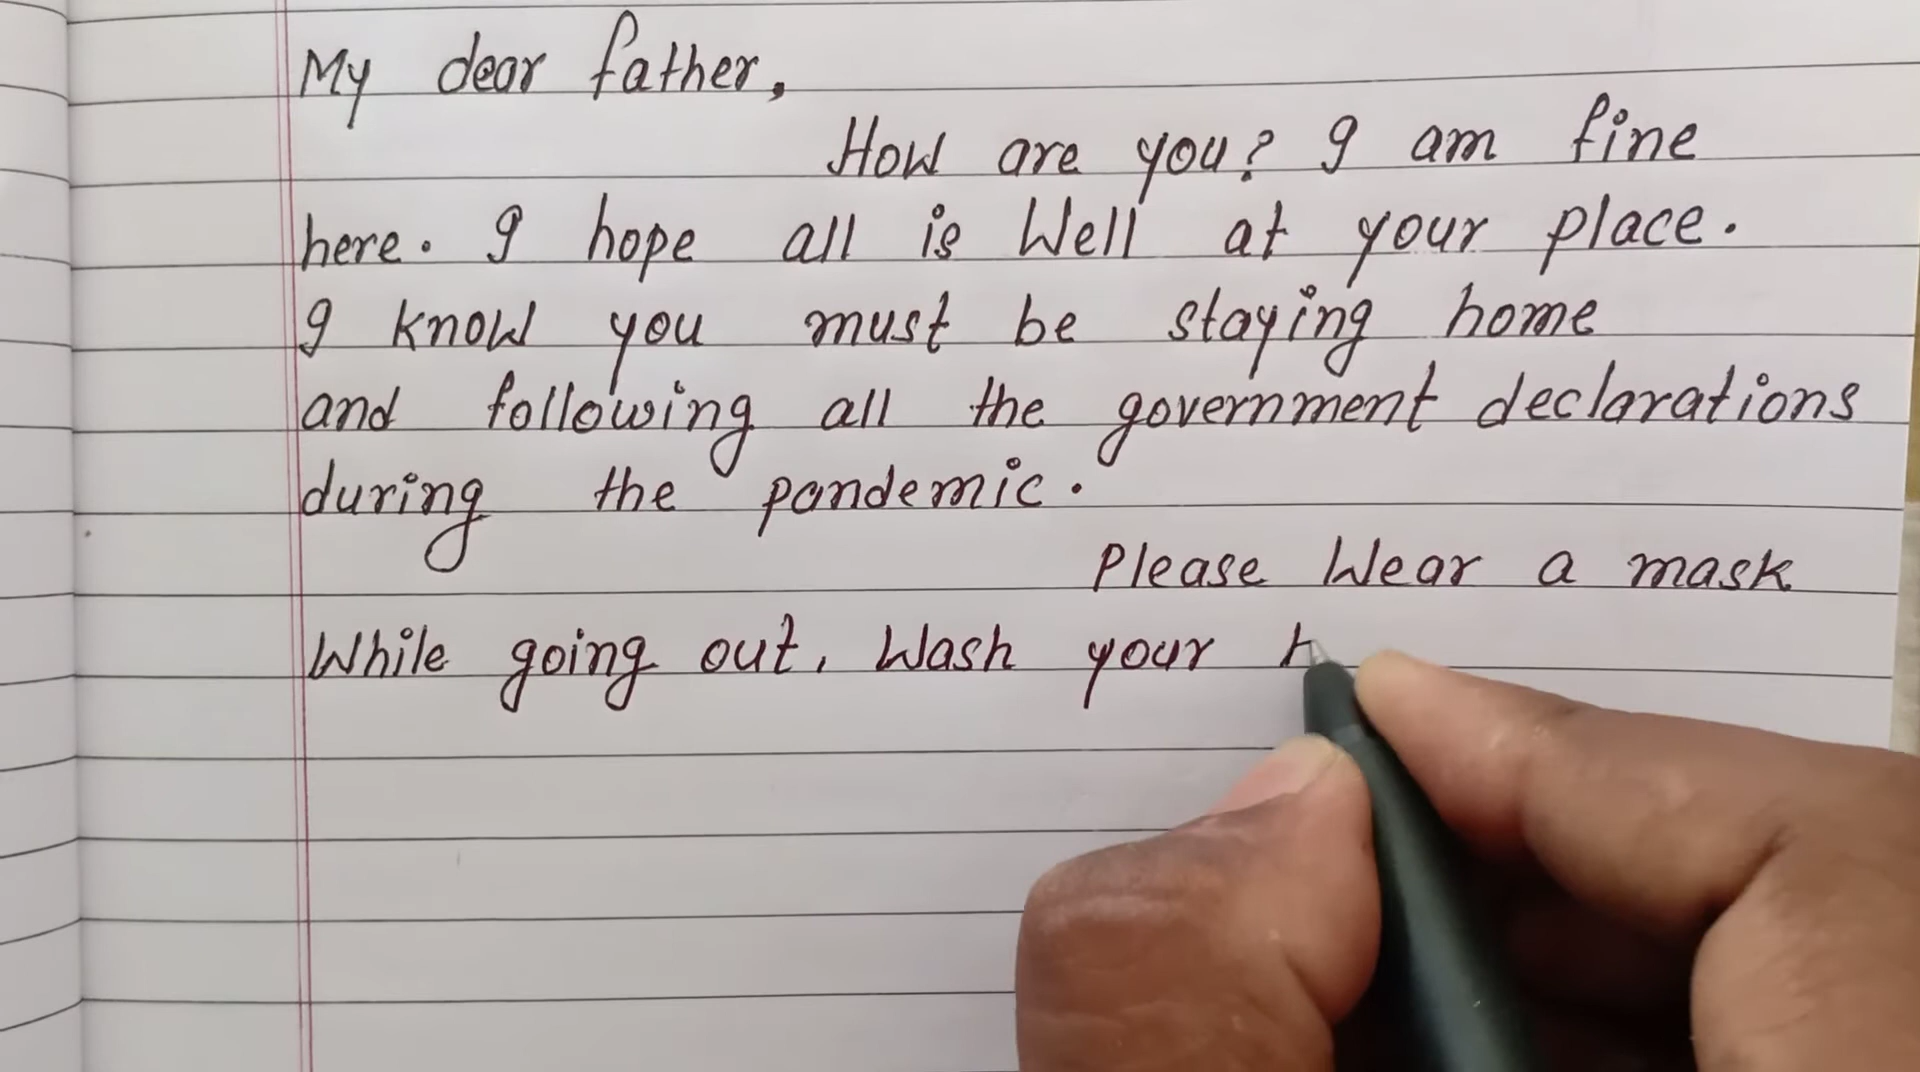 My dear father,
How are you? I am fine
here. I hope all is Well at your place.
I know you must be staying home
and following all the government declarations
during the pandemic.
Please Wear a mask
While going out. Wash your h